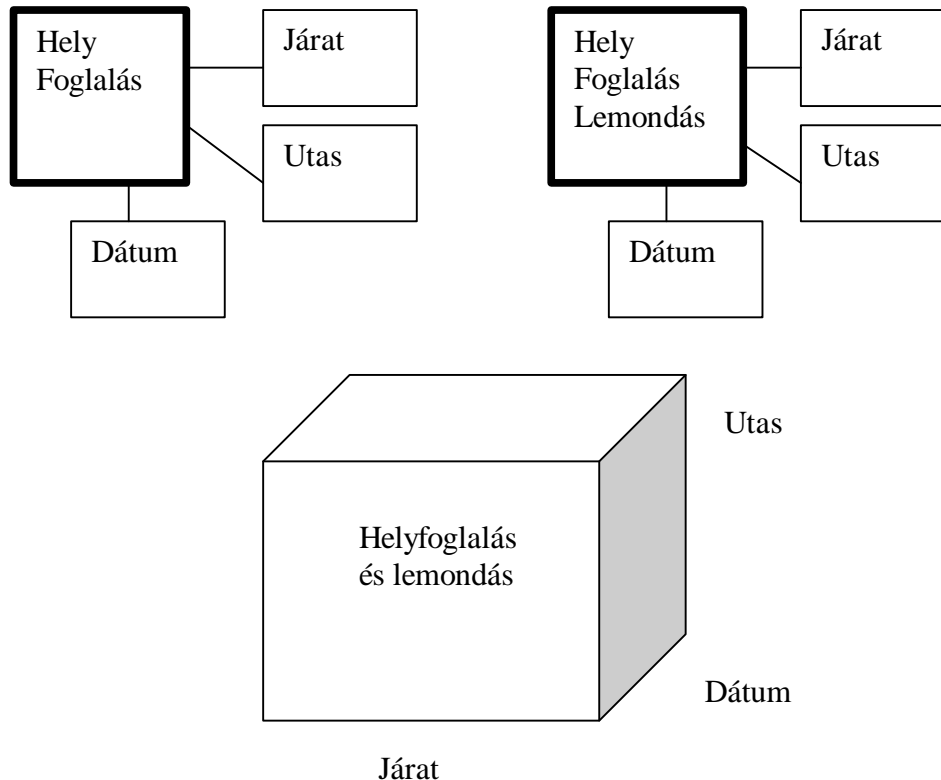 Hely
Foglalás
Járat
Utas
Dátum
Hely
Foglalás
Lemondás
Járat
Utas
Dátum
Utas
Helyfoglalás
és lemondás
Dátum
Járat